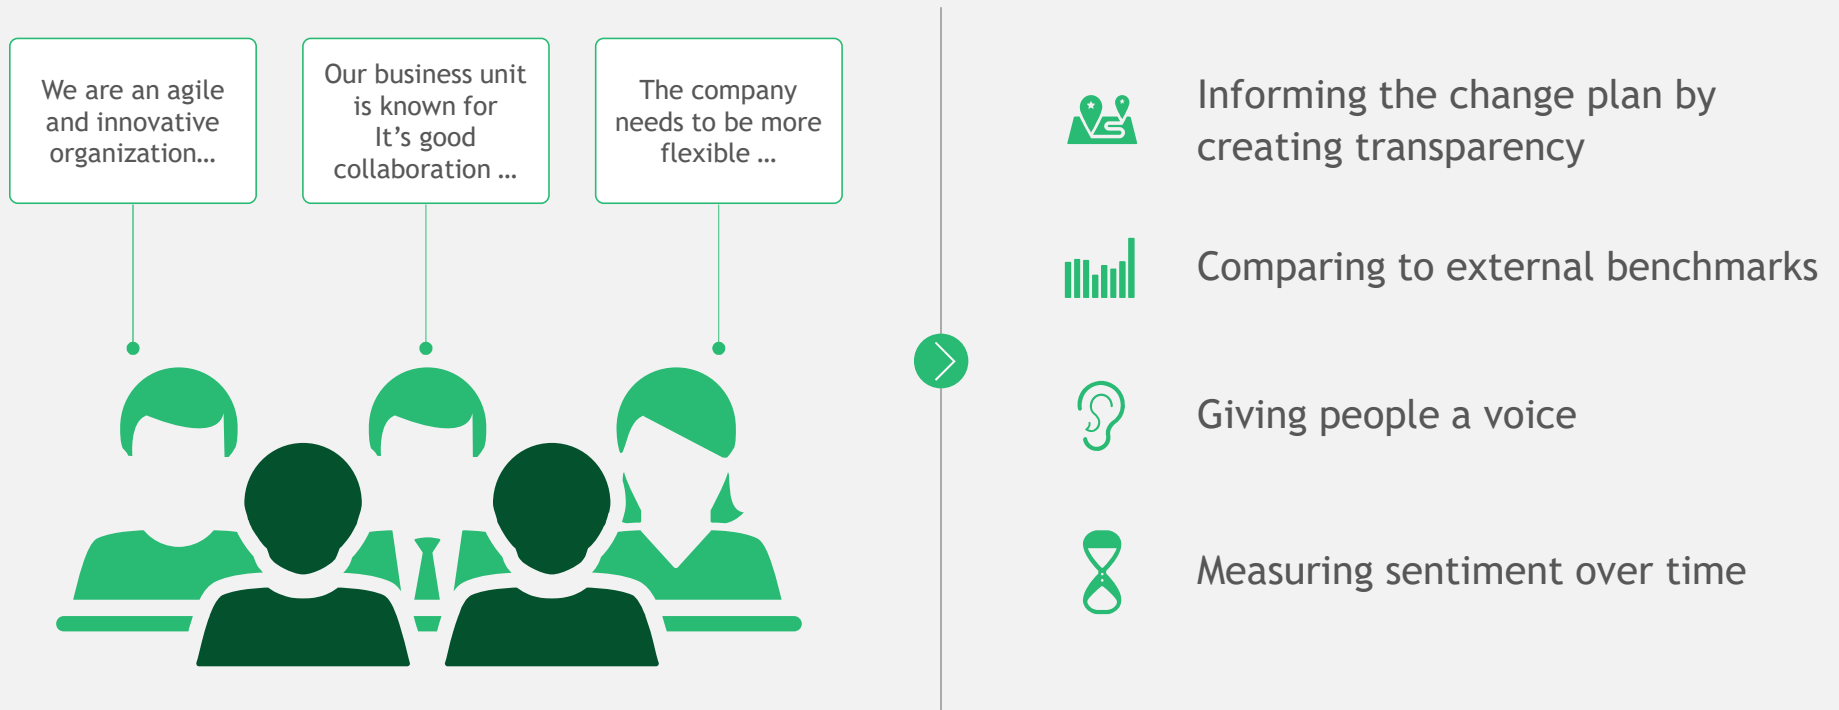 We are an agile
and innovative
organization...
Our business unit
is known for
It's good
collaboration ...
The company
needs to be more
flexible ...
Informing the change plan by
creating transparency
Comparing to external benchmarks
Giving people a voice
Measuring sentiment over time